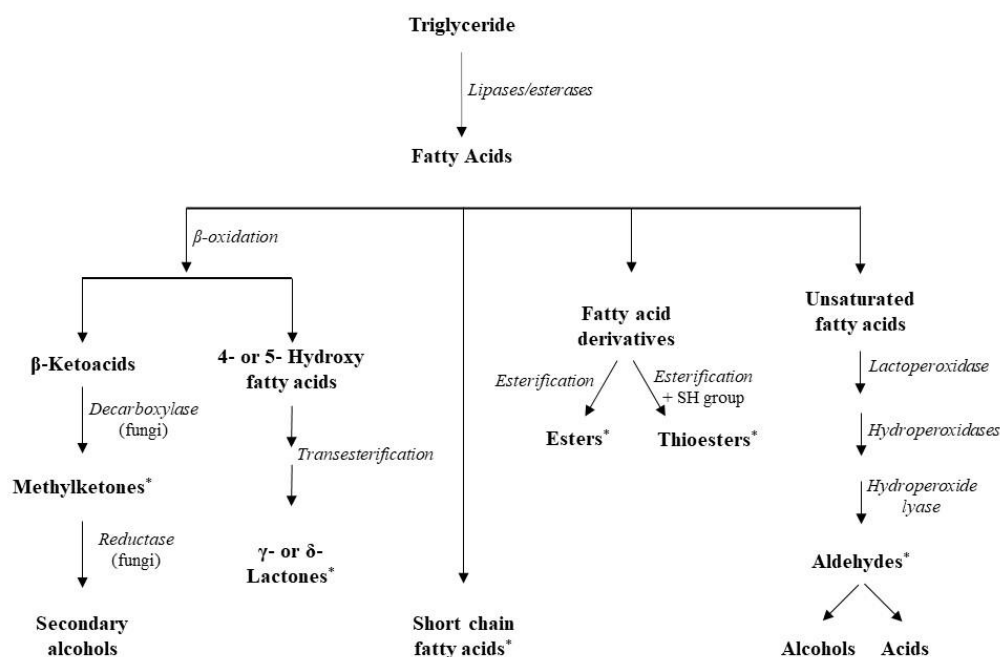 Triglyceride
Lipases/esterases
Fatty Acids
β-oxidation
β-Ketoacids
Decarboxylase
(fungi)
Methylketones*
Reductase
(fungi)
Secondary
alcohols
4- or 5- Hydroxy
fatty acids
Transesterification
γ- or δ-
Lactones*
Short chain
fatty acids*
Fatty acid
derivatives
Esterification
Esterification
+ SH group
Esters*
Thioesters*
Unsaturated
fatty acids
Lactoperoxidase
Hydroperoxidases
Hydroperoxide
lyase
Aldehydes*
Alcohols
Acids